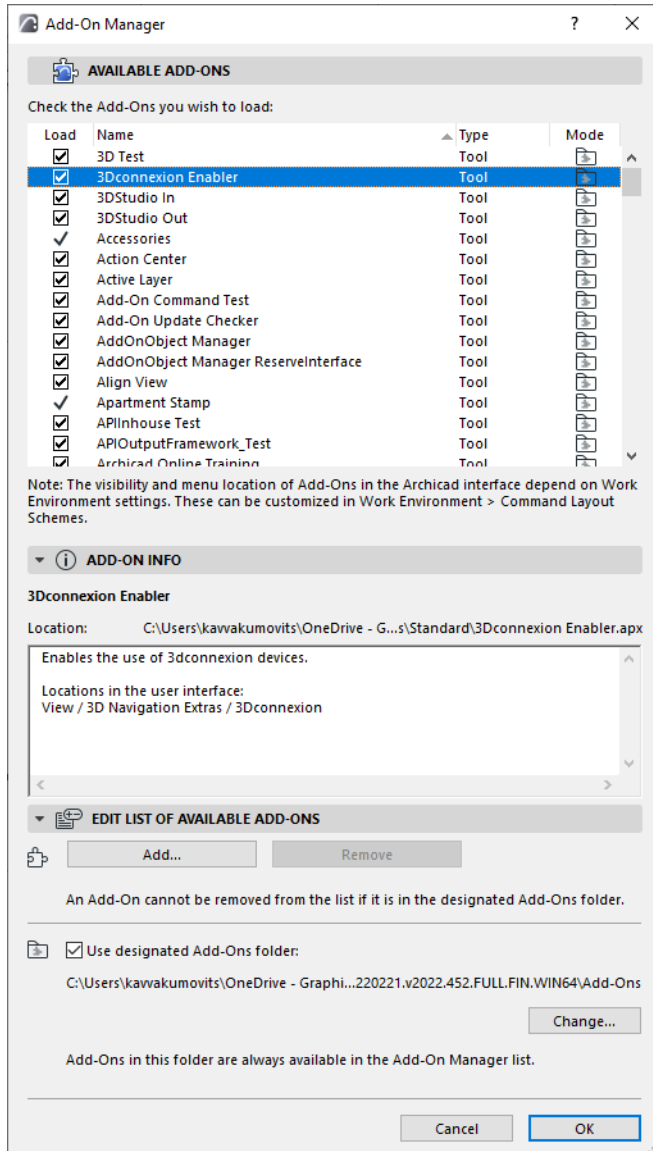 Add-On Manager ? ×
AVAILABLE ADD-ONS
Check the Add-Ons you wish to load:
Load Name Type Mode
3D Test Tool
3Dconnexion Enabler Tool
3DStudio In Tool
3DStudio Out Tool
Accessories Tool
Action Center Tool
Active Layer Tool
Add-On Command Test Tool
Add-On Update Checker Tool
AddOnObject Manager Tool
AddOnObject Manager ReserveInterface Tool
Align View Tool
Apartment Stamp Tool
APIInhouse Test Tool
APIOutputFramework_Test Tool
Archicad Online Training Tool
Note: The visibility and menu location of Add-Ons in the Archicad interface depend on Work
Environment settings. These can be customized in Work Environment > Command Layout
Schemes.
ADD-ON INFO
3Dconnexion Enabler
Location: C:\Users\kavvakumovits\OneDrive - G...s\Standard\3Dconnexion Enabler.apx
Enables the use of 3dconnexion devices.
Locations in the user interface:
View / 3D Navigation Extras / 3Dconnexion
EDIT LIST OF AVAILABLE ADD-ONS
Add... Remove
An Add-On cannot be removed from the list if it is in the designated Add-Ons folder.
Use designated Add-Ons folder:
C:\Users\kavvakumovits\OneDrive - Graphi...220221.v2022.452.FULL.FIN.WIN64\Add-Ons
Change...
Add-Ons in this folder are always available in the Add-On Manager list.
Cancel OK